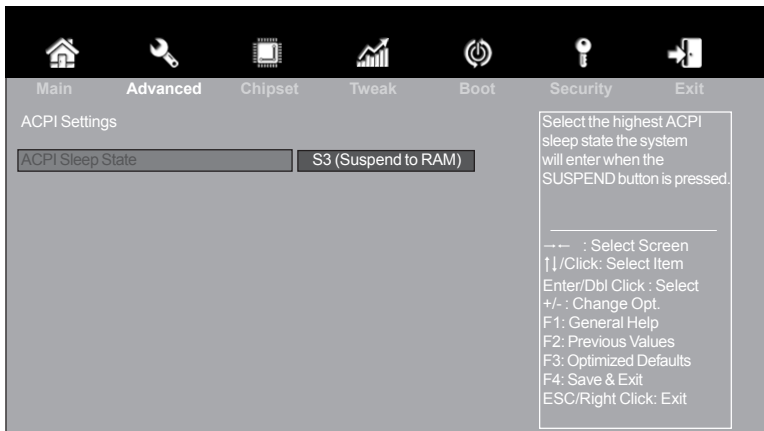 Main Advanced Chipset Tweak Boot Security Exit
ACPI Settings
ACPI Sleep State S3 (Suspend to RAM)
Select the highest ACPI
sleep state the system
will enter when the
SUSPEND button is pressed.
→← : Select Screen
↑↓/Click: Select Item
Enter/Dbl Click : Select
+/- : Change Opt.
F1: General Help
F2: Previous Values
F3: Optimized Defaults
F4: Save & Exit
ESC/Right Click: Exit